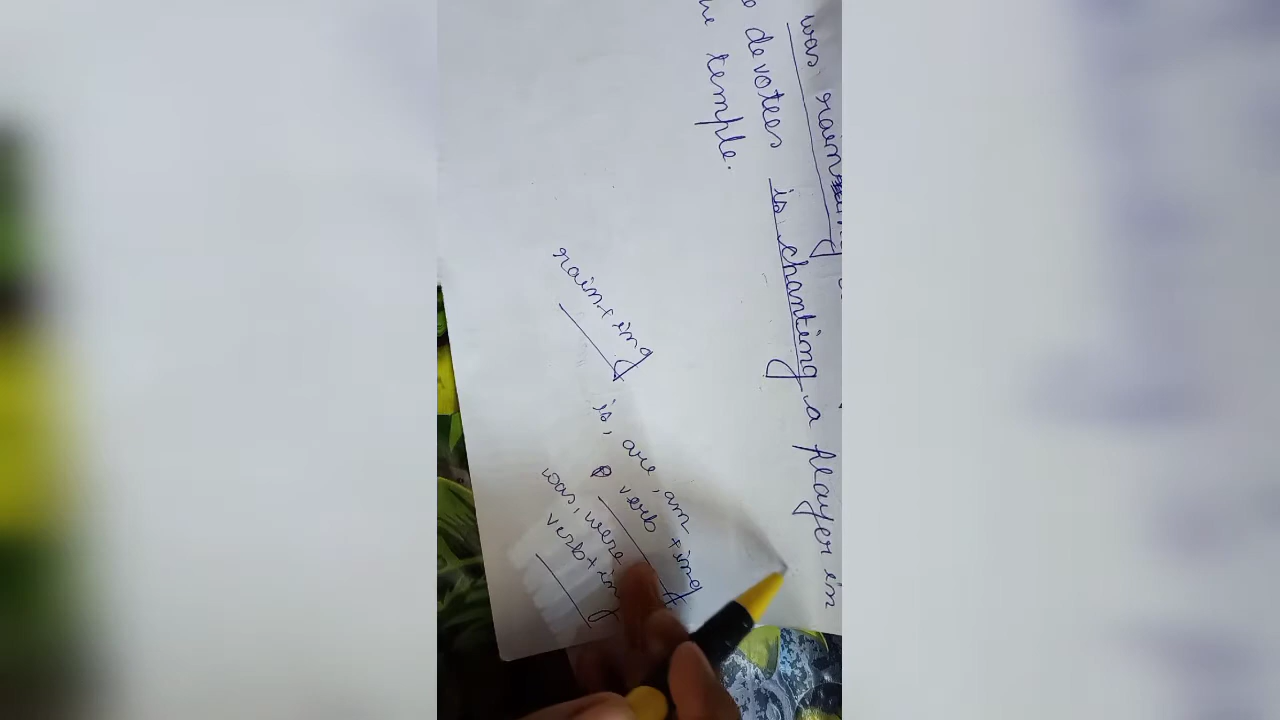 was raining
devotees is chanting a prayer in
temple.
rain + ing
is, are, am
verb + ing
was, were
verb + ing